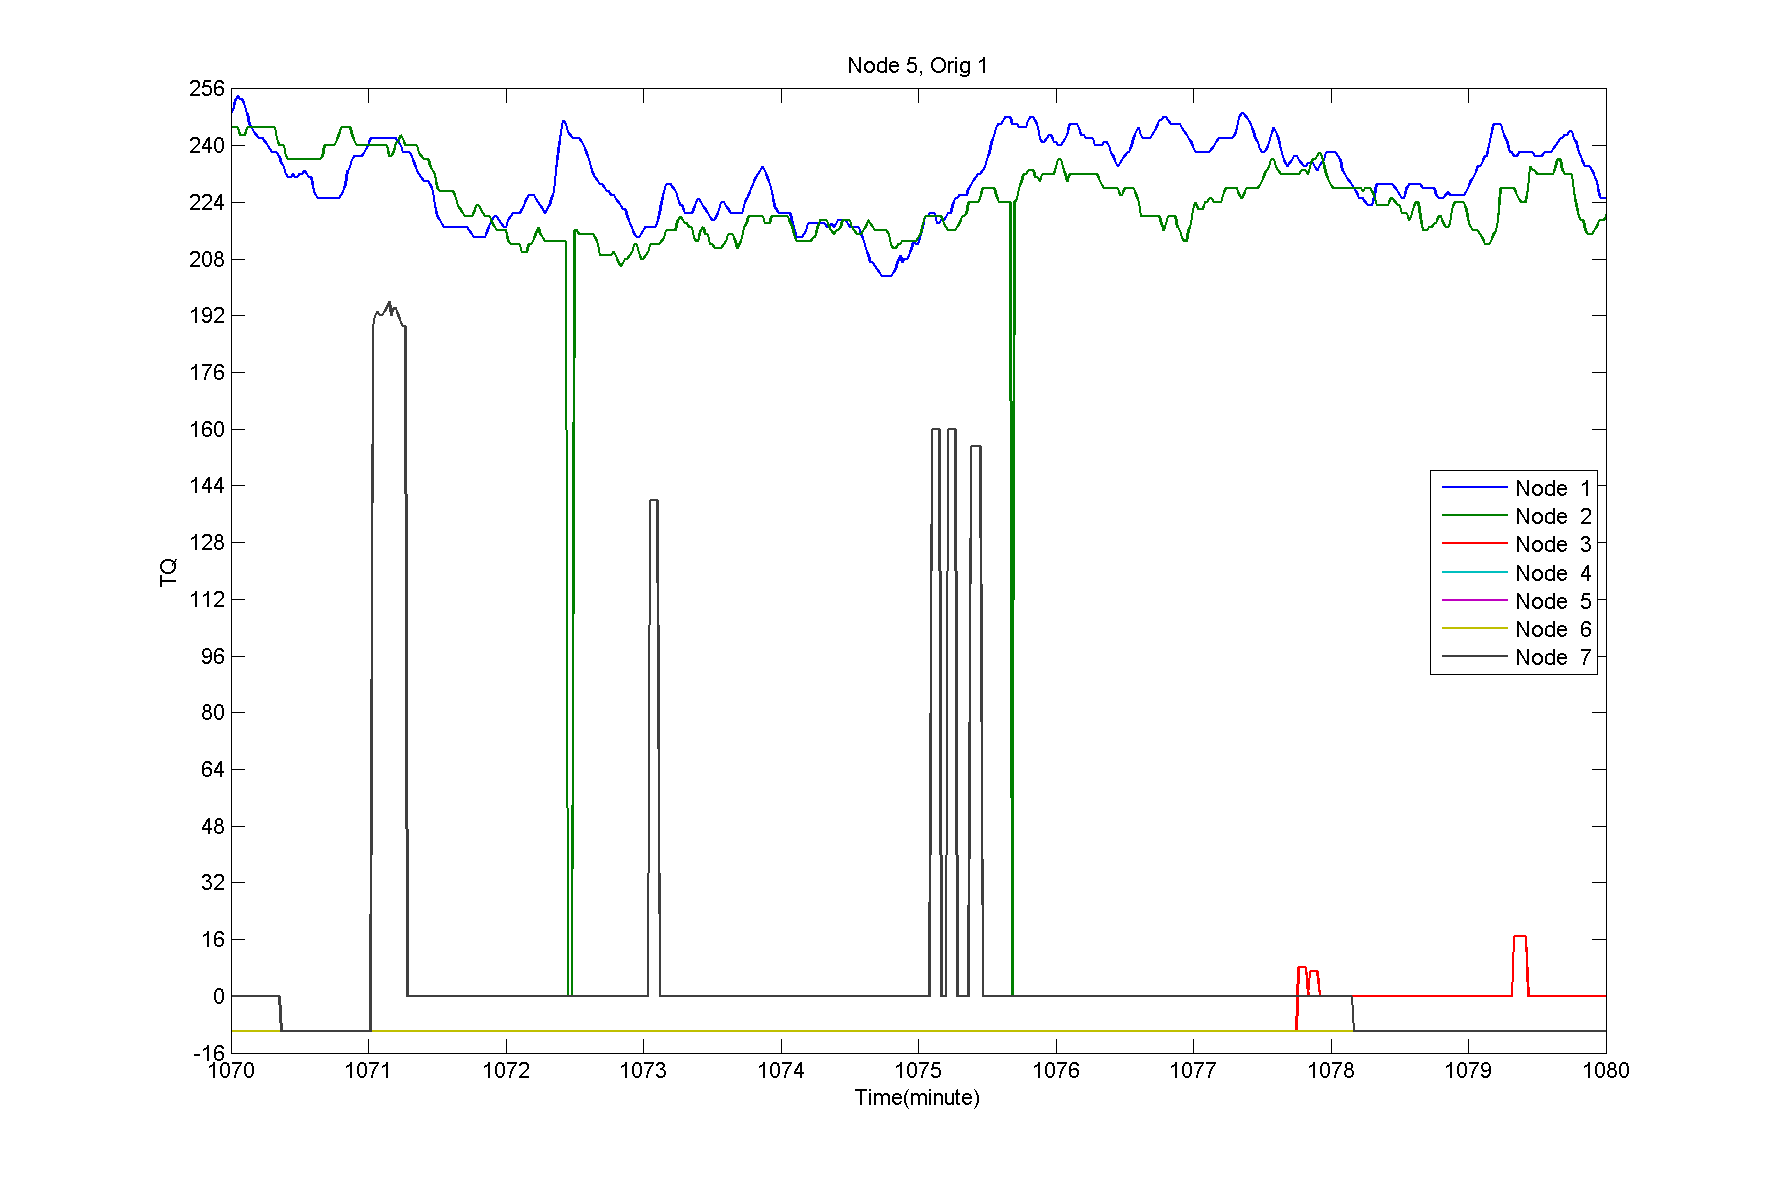 Node 5, Orig 1
256
240
224
208
192
176
160
144
128
112
96
80
64
48
32
16
0
-16
TQ
Node 1
Node 2
Node 3
Node 4
Node 5
Node 6
Node 7
1070 1071 1072 1073 1074 1075 1076 1077 1078 1079 1080
Time(minute)